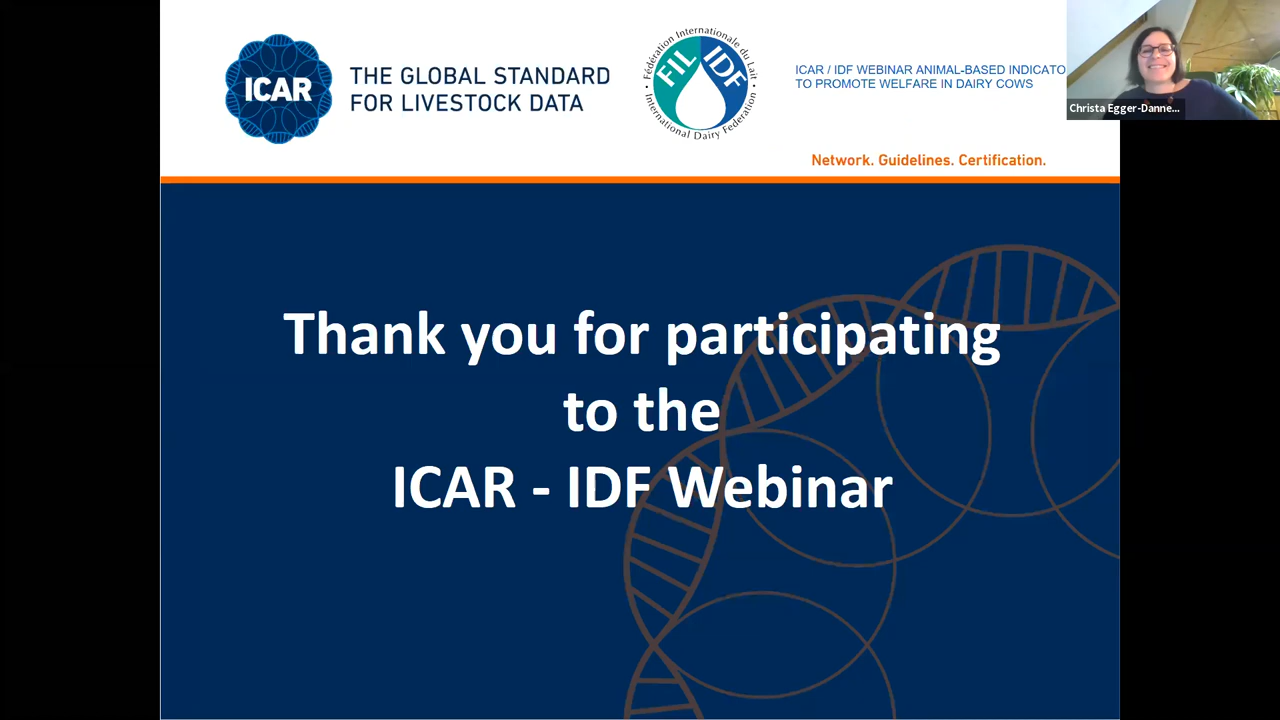 ICAR
THE GLOBAL STANDARD
FOR LIVESTOCK DATA
Fédération Internationale du Lait
FIL
IDF
International Dairy Federation
ICAR / IDF WEBINAR ANIMAL-BASED INDICATO
TO PROMOTE WELFARE IN DAIRY COWS
Christa Egger-Danne...
Network. Guidelines. Certification.
Thank you for participating
to the
ICAR - IDF Webinar